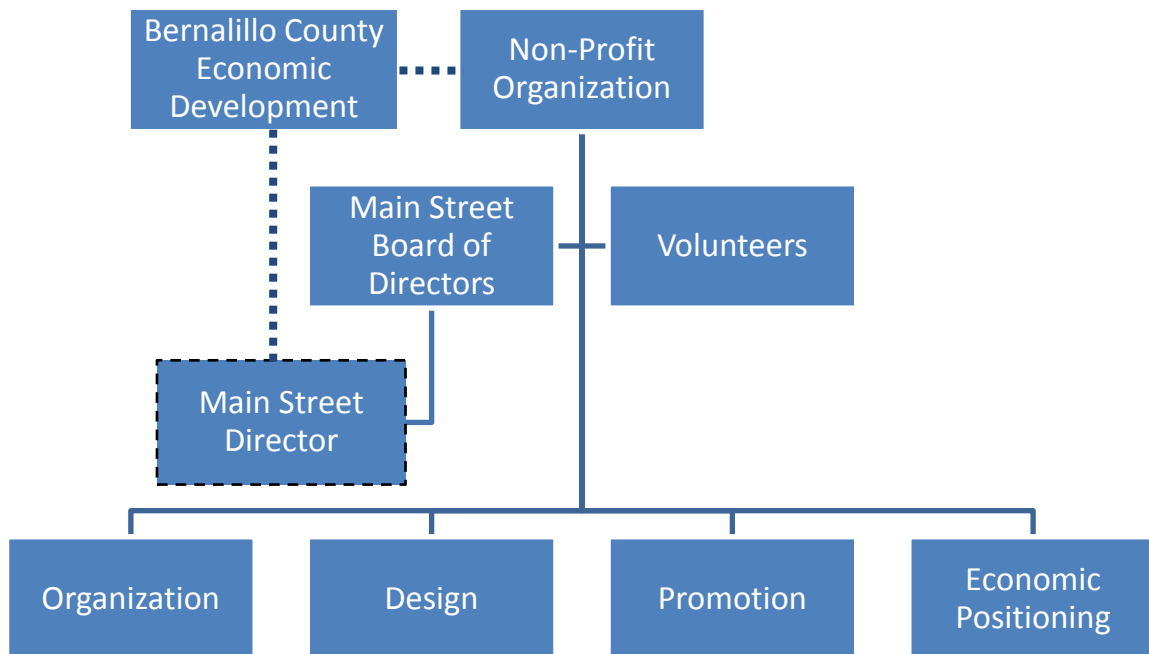 Bernalillo County
Economic
Development
Non-Profit
Organization
Main Street
Board of
Directors
Volunteers
Main Street
Director
Organization
Design
Promotion
Economic
Positioning